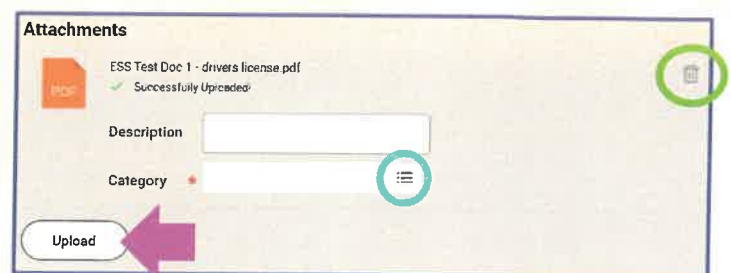 Attachments
ESS Test Doc 1 - drivers license.pdf
PDF
Successfully Uploaded
Description
Category *
Upload